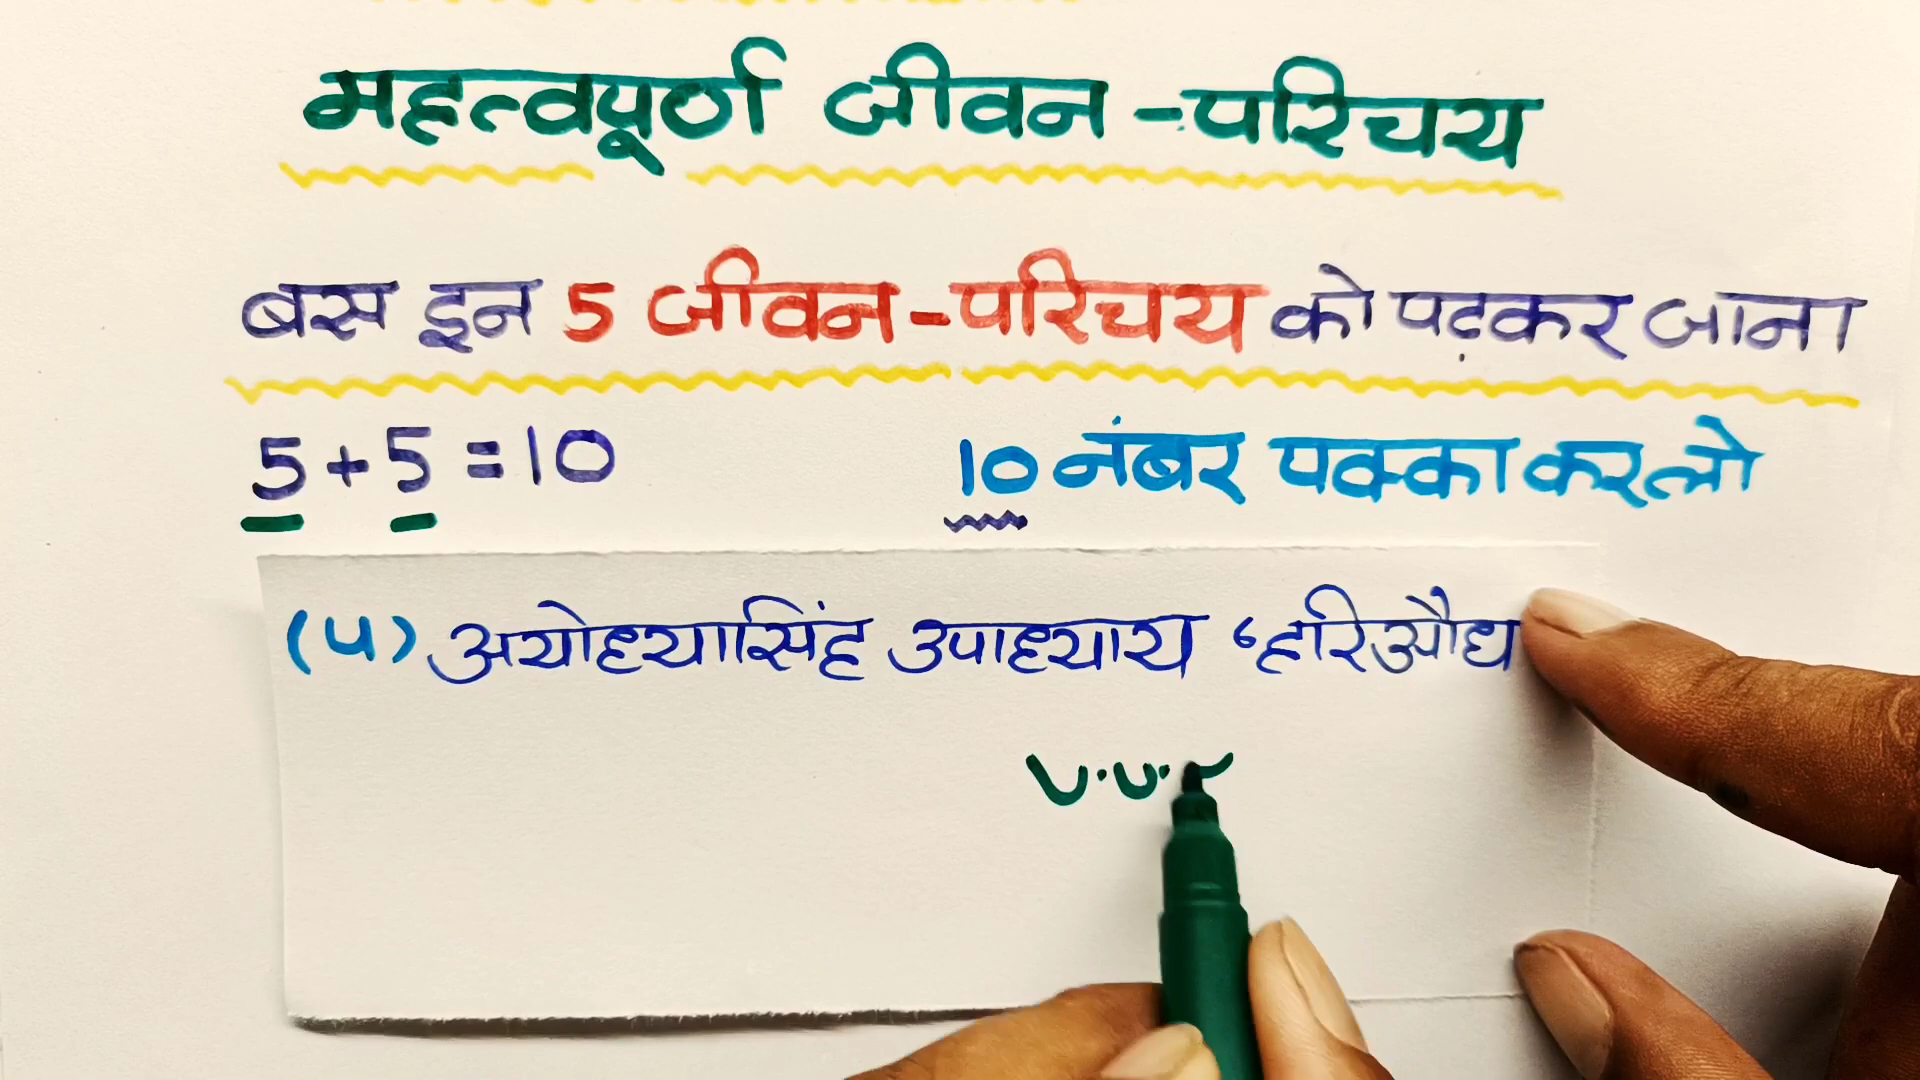 महत्वपूर्ण जीवन-परिचय
बस इन 5 जीवन-परिचय को पढ़कर जाना
5+5=10 10 नंबर पक्का कर लो
(५) अयोध्यासिंह उपाध्याय 'हरिऔध